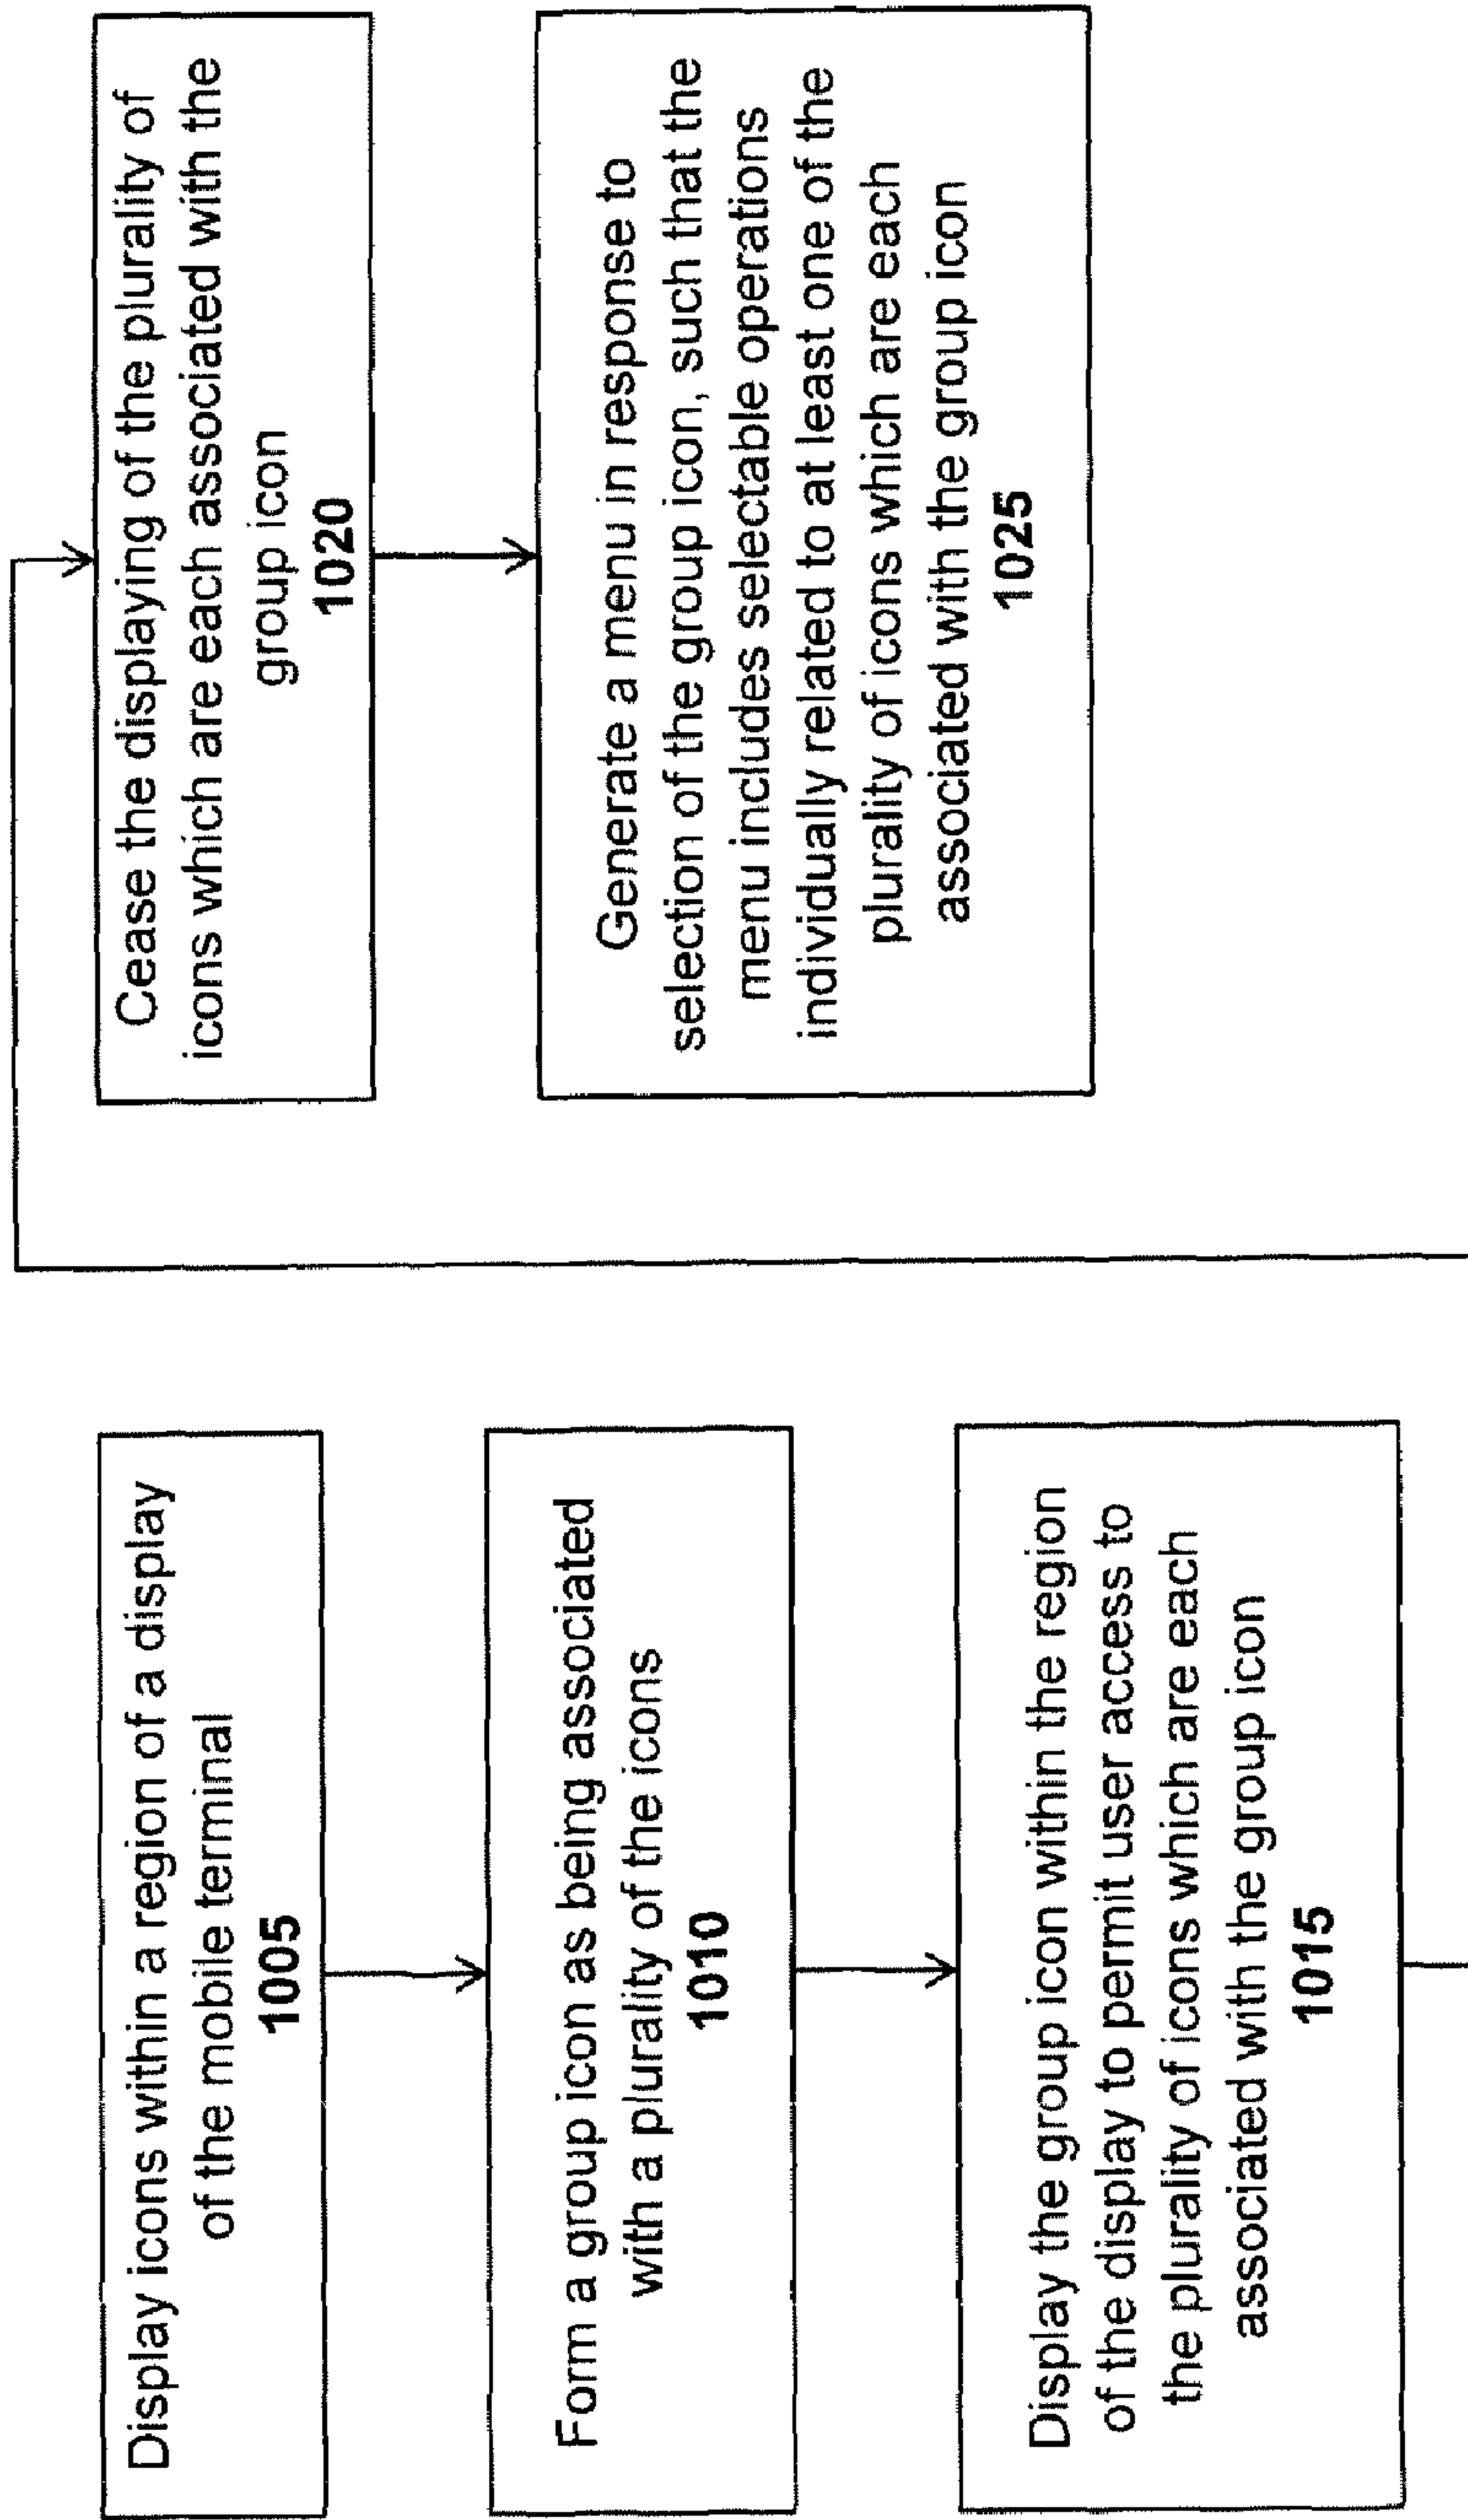 Display icons within a region of a display
of the mobile terminal
1005
Form a group icon as being associated
with a plurality of the icons
1010
Display the group icon within the region
of the display to permit user access to
the plurality of icons which are each
associated with the group icon
1015
Cease the displaying of the plurality of
icons which are each associated with the
group icon
1020
Generate a menu in response to
selection of the group icon, such that the
menu includes selectable operations
individually related to at least one of the
plurality of icons which are each
associated with the group icon
1025